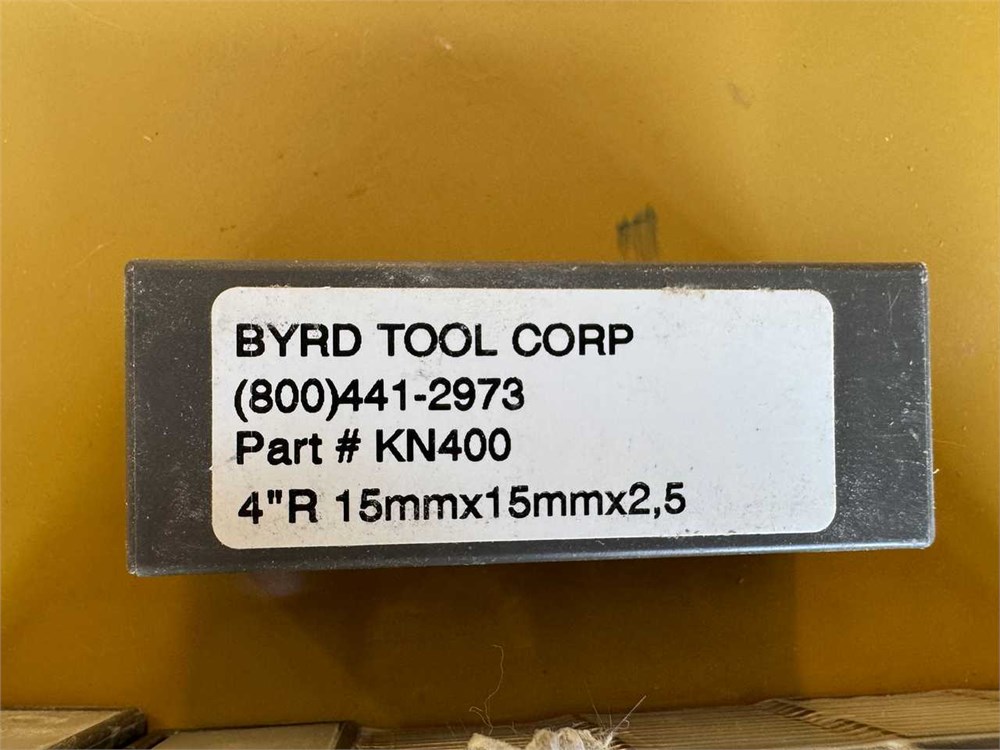 BYRD TOOL CORP
(800)441-2973
Part # KN400
4"R 15mmx15mmx2,5